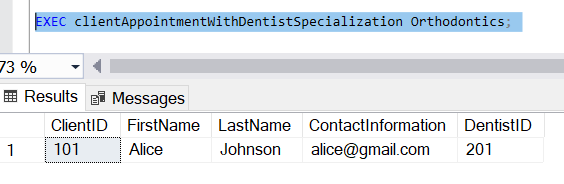 EXEC clientAppointmentWithDentistSpecialization Orthodontics;
73 %
Results Messages
ClientID FirstName LastName ContactInformation DentistID
1 101 Alice Johnson alice@gmail.com 201